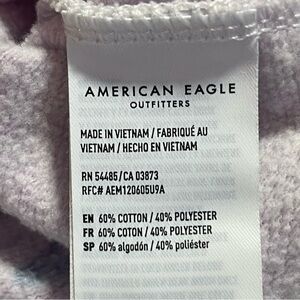 AMERICAN EAGLE
OUTFITTERS
MADE IN VIETNAM / FABRIQUÉ AU
VIETNAM / HECHO EN VIETNAM
RN 54485/CA 03873
RFC# AEM120605U9A
EN 60% COTTON / 40% POLYESTER
FR 60% COTON / 40% POLYESTER
SP 60% algodón / 40% poliéster